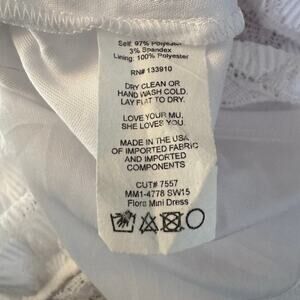 Self: 97% Polyester
3% Spandex
Lining: 100% Polyester
RN# 133910
DRY CLEAN OR
HAND WASH COLD.
LAY FLAT TO DRY.
LOVE YOUR MU,
SHE LOVES YOU.
MADE IN THE USA
OF IMPORTED FABRIC
AND IMPORTED
COMPONENTS
CUT# 7557
MM1-4778 SW15
Flora Mini Dress